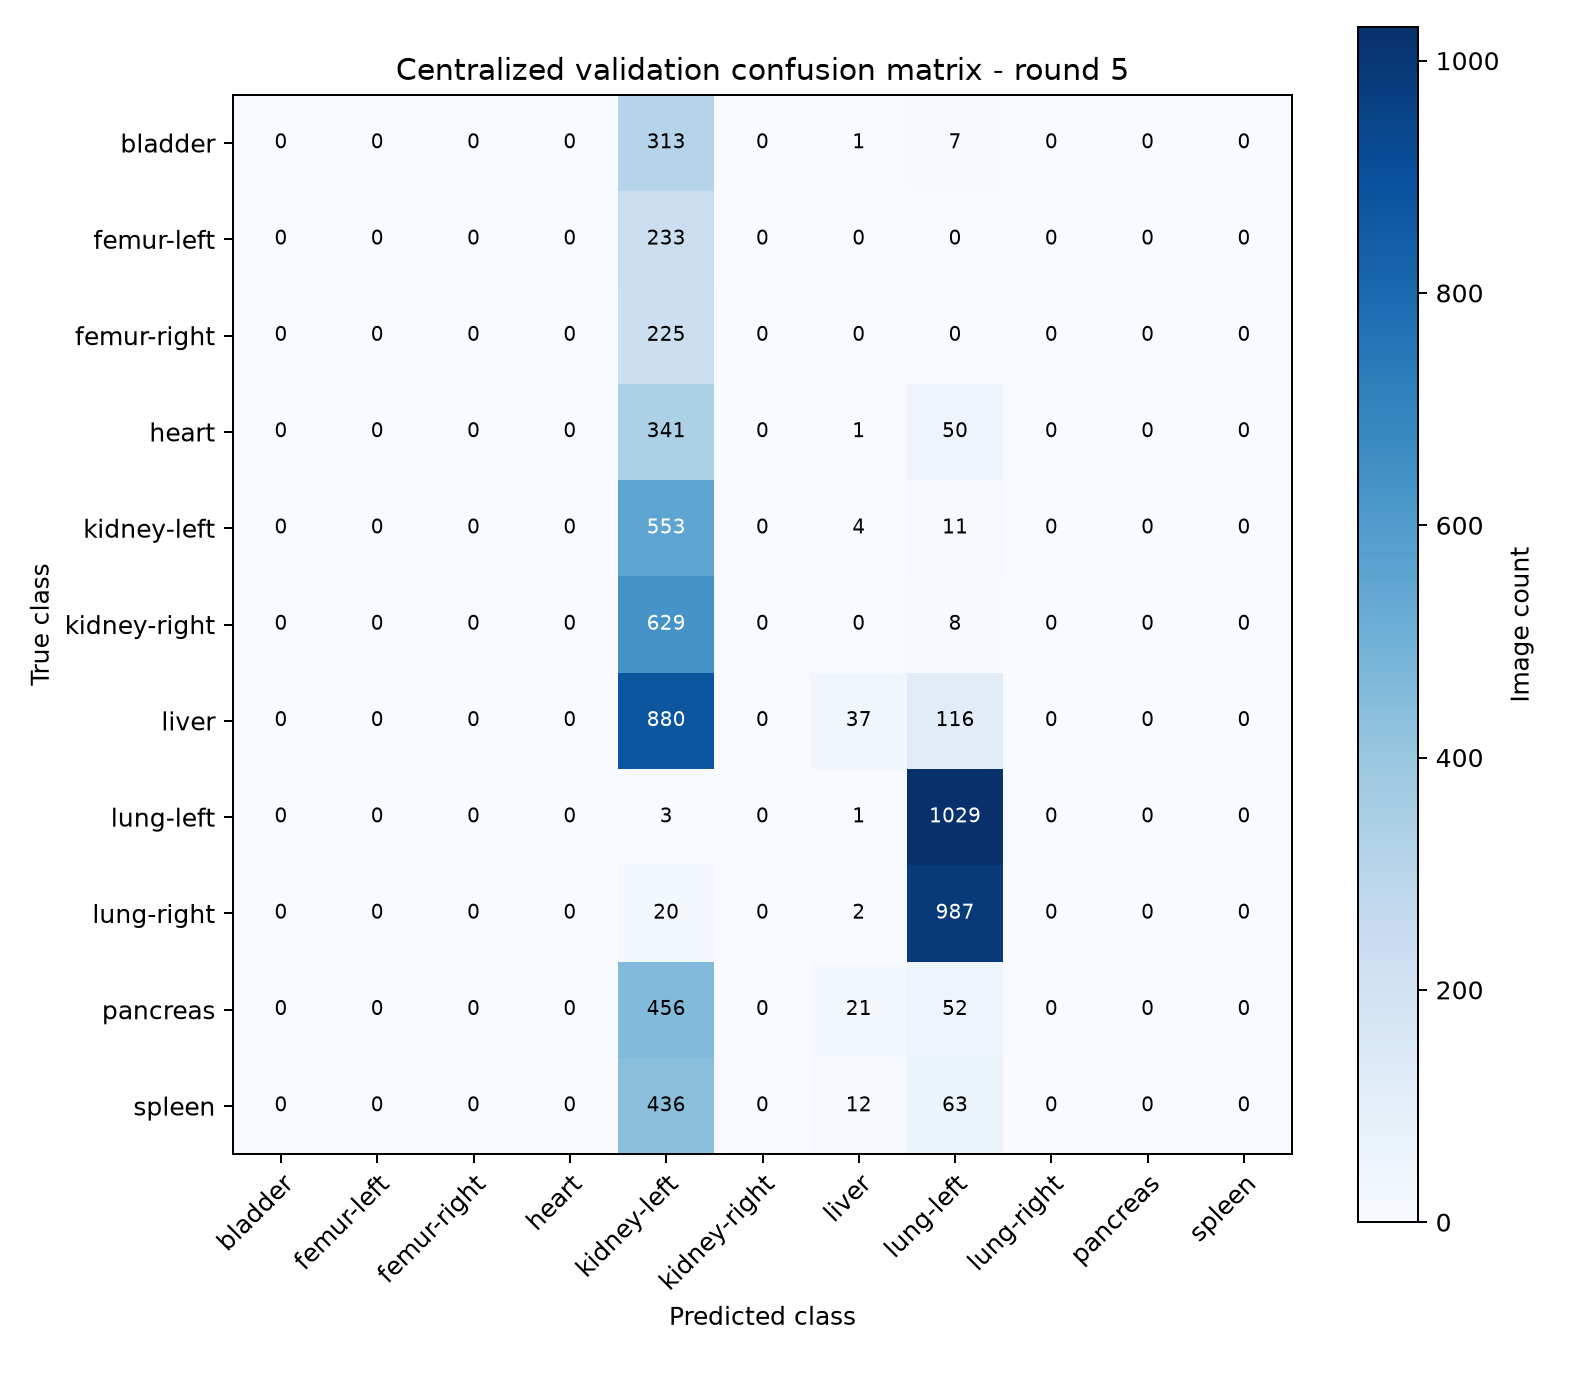 Centralized validation confusion matrix - round 5
bladder 0 0 0 0 313 0 1 7 0 0 0
femur-left 0 0 0 0 233 0 0 0 0 0 0
femur-right 0 0 0 0 225 0 0 0 0 0 0
heart 0 0 0 0 341 0 1 50 0 0 0
kidney-left 0 0 0 0 553 0 4 11 0 0 0
kidney-right 0 0 0 0 629 0 0 8 0 0 0
liver 0 0 0 0 880 0 37 116 0 0 0
lung-left 0 0 0 0 3 0 1 1029 0 0 0
lung-right 0 0 0 0 20 0 2 987 0 0 0
pancreas 0 0 0 0 456 0 21 52 0 0 0
spleen 0 0 0 0 436 0 12 63 0 0 0
True class
bladder femur-left femur-right heart kidney-left kidney-right liver lung-left lung-right pancreas spleen
Predicted class
1000
800
600
400
200
0
Image count